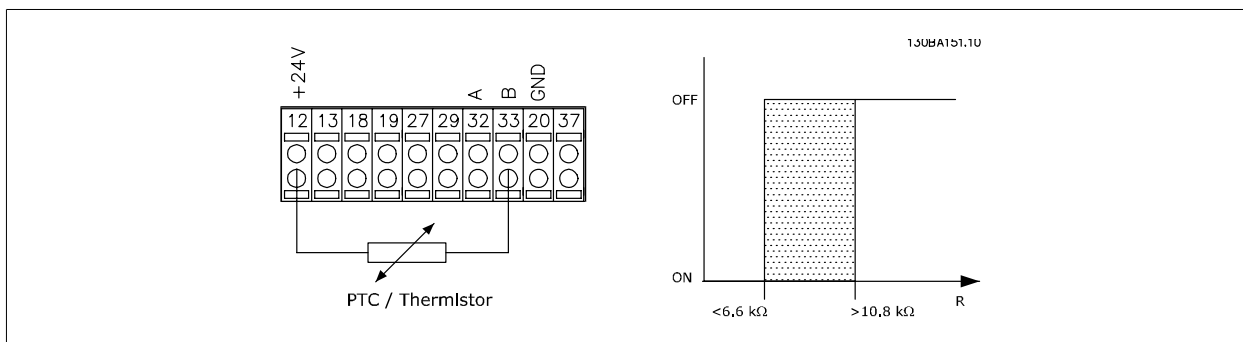 130BA151.10
+24V
A
B
GND
12 13 18 19 27 29 32 33 20 37
PTC / Thermistor
OFF
ON
<6,6 kΩ
>10,8 kΩ
R